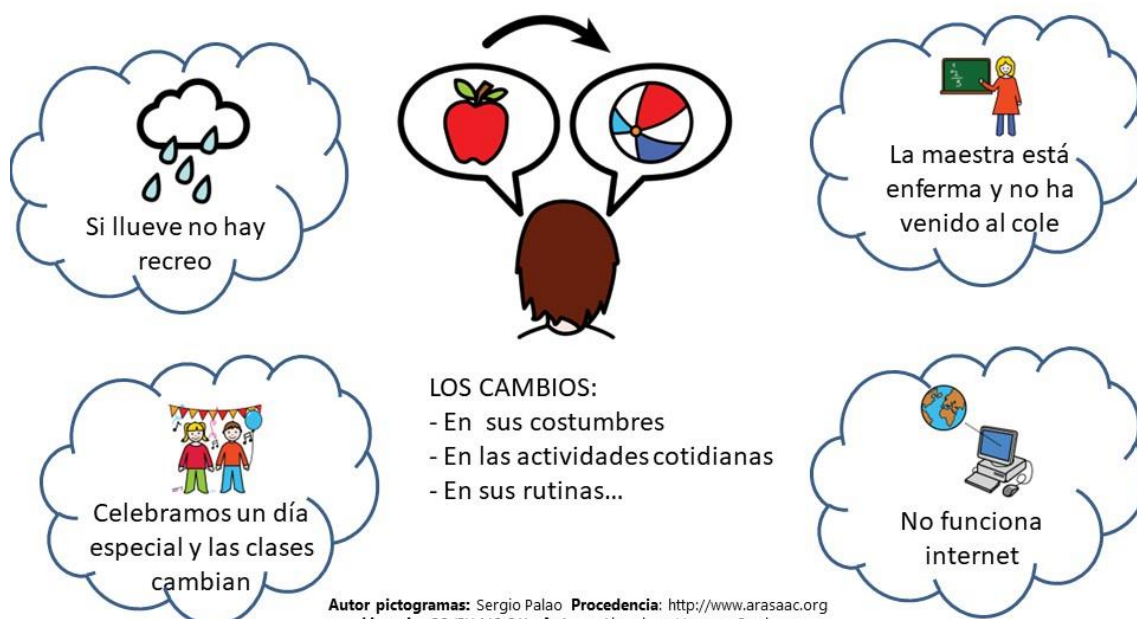 Si llueve no hay
recreo
La maestra está
enferma y no ha
venido al cole
LOS CAMBIOS:
- En sus costumbres
- En las actividades cotidianas
- En sus rutinas...
Celebramos un día
especial y las clases
cambian
No funciona
internet
Autor pictogramas: Sergio Palao Procedencia: http://www.arasaac.org